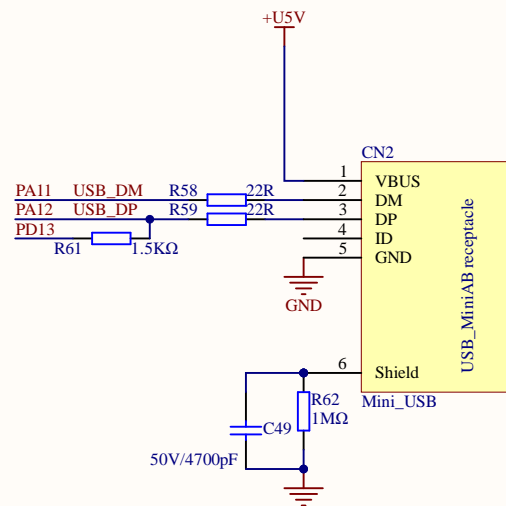 +U5V
CN2
1 VBUS
PA11 USB_DM R58 22R 2 DM
PA12 USB_DP R59 22R 3 DP
PD13 4 ID
R61 1.5KΩ 5 GND
GND
USB_MiniAB receptacle
6 Shield
Mini_USB
R62
1MΩ
C49
50V/4700pF